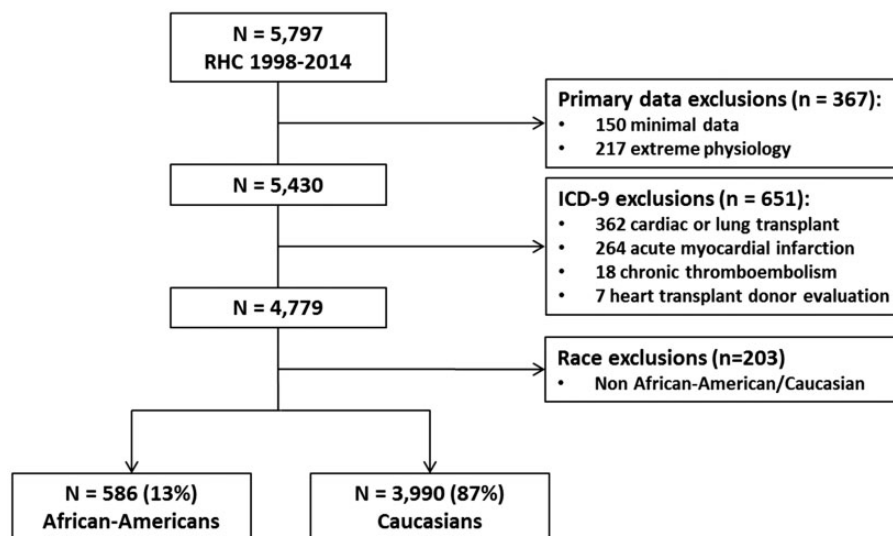 N = 5,797
RHC 1998-2014
Primary data exclusions (n = 367):
• 150 minimal data
• 217 extreme physiology
N = 5,430
ICD-9 exclusions (n = 651):
• 362 cardiac or lung transplant
• 264 acute myocardial infarction
• 18 chronic thromboembolism
• 7 heart transplant donor evaluation
N = 4,779
Race exclusions (n=203)
• Non African-American/Caucasian
N = 586 (13%)
African-Americans
N = 3,990 (87%)
Caucasians